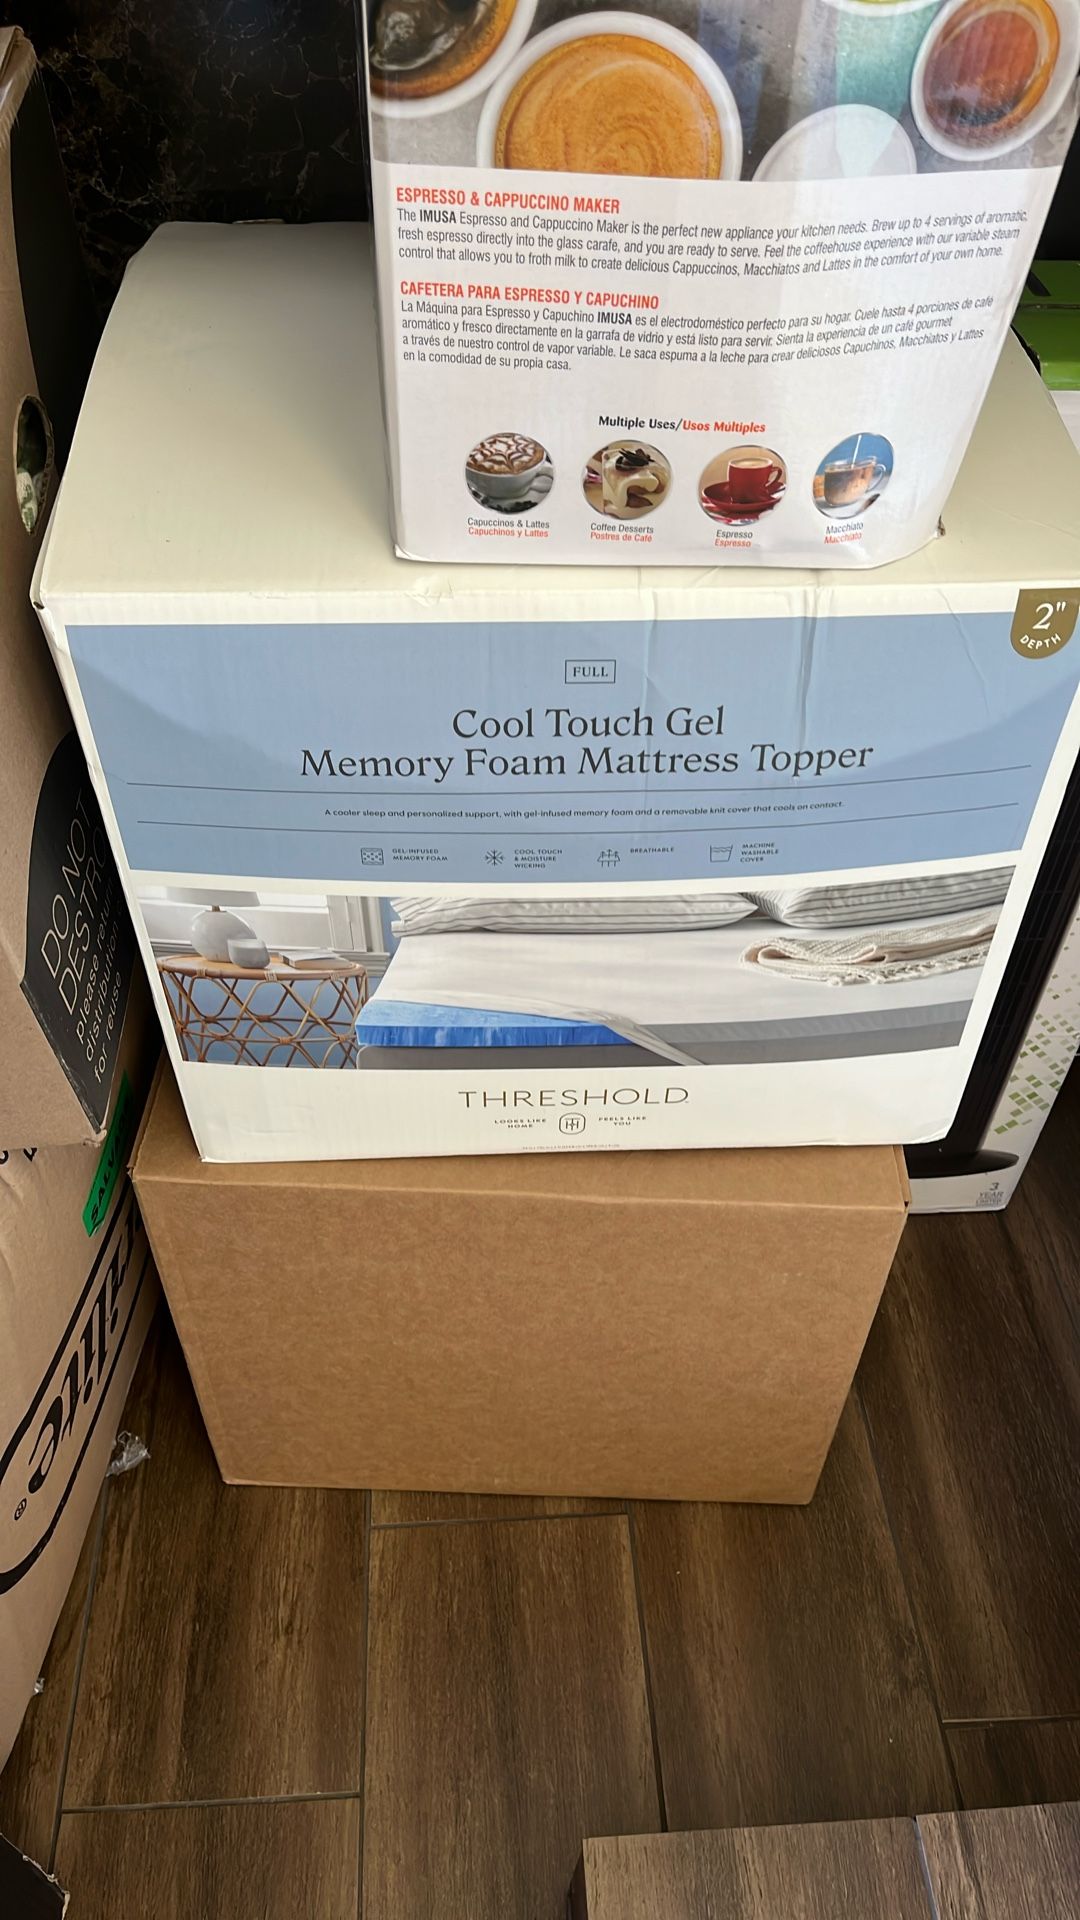 ESPRESSO & CAPPUCCINO MAKER
The IMUSA Espresso and Cappuccino Maker is the perfect new appliance your kitchen needs. Brew up to 4 servings of aromatic,
fresh espresso directly into the glass carafe, and you are ready to serve. Feel the coffeehouse experience with our variable steam
control that allows you to froth milk to create delicious Cappuccinos, Macchiatos and Lattes in the comfort of your own home.
CAFETERA PARA ESPRESSO Y CAPUCHINO
La Máquina para Espresso y Capuchino IMUSA es el electrodoméstico perfecto para su hogar. Cuele hasta 4 porciones de café
aromático y fresco directamente en la garrafa de vidrio y está listo para servir. Sienta la experiencia de un café gourmet
a través de nuestro control de vapor variable. Le saca espuma a la leche para crear deliciosos Capuchinos, Macchiatos y Lattes
en la comodidad de su propia casa.
Multiple Uses/Usos Múltiples
Capuccinos & Lattes
Capuchinos y Lattes
Coffee Desserts
Postres de Café
Espresso
Espresso
Macchiato
Macchiato
2"
DEPTH
FULL
Cool Touch Gel
Memory Foam Mattress Topper
A cooler sleep and personalized support, with gel-infused memory foam and a removable knit cover that cools on contact.
GEL-INFUSED
MEMORY FOAM
COOL TOUCH
& MOISTURE
WICKING
BREATHABLE
MACHINE
WASHABLE
COVER
THRESHOLD
LOOKS LIKE
HOME
FEELS LIKE
YOU
DO NOT
DESTRO
please return
distribution
for reuse
SALV
3
YEAR